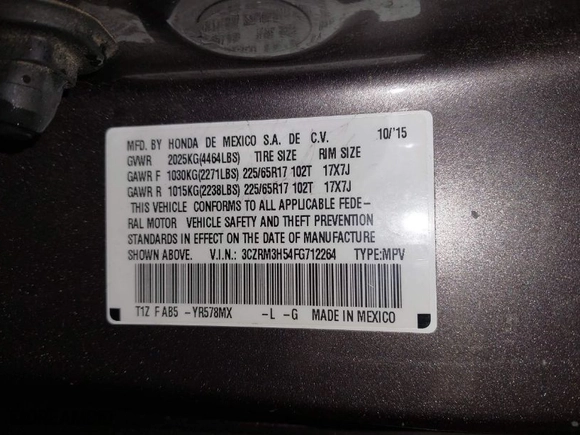 MFD. BY HONDA DE MEXICO S.A. DE C.V. 10/'15
GVWR 2025KG(4464LBS) TIRE SIZE RIM SIZE
GAWR F 1030KG(2271LBS) 225/65R17 102T 17X7J
GAWR R 1015KG(2238LBS) 225/65R17 102T 17X7J
THIS VEHICLE CONFORMS TO ALL APPLICABLE FEDE-
RAL MOTOR VEHICLE SAFETY AND THEFT PREVENTION
STANDARDS IN EFFECT ON THE DATE OF MANUFACTURE
SHOWN ABOVE. V.I.N.: 3CZRM3H54FG712264 TYPE:MPV
T1Z F AB5 -YR578MX -L -G MADE IN MEXICO